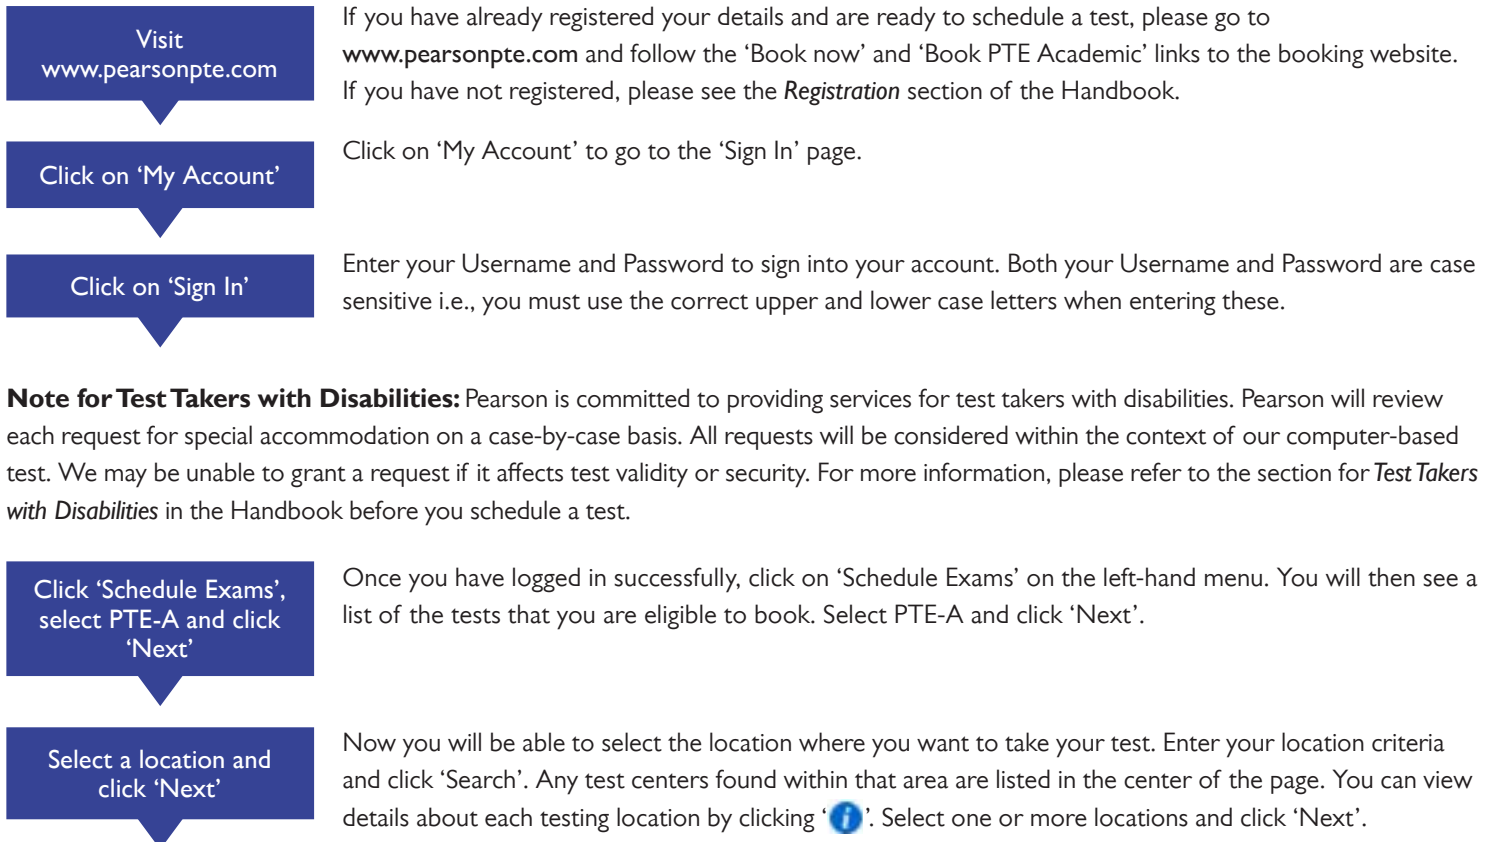 Visit
www.pearsonpte.com
If you have already registered your details and are ready to schedule a test, please go to
www.pearsonpte.com and follow the ‘Book now’ and ‘Book PTE Academic’ links to the booking website.
If you have not registered, please see the Registration section of the Handbook.
Click on ‘My Account’
Click on ‘My Account’ to go to the ‘Sign In’ page.
Click on ‘Sign In’
Enter your Username and Password to sign into your account. Both your Username and Password are case
sensitive i.e., you must use the correct upper and lower case letters when entering these.
Note for Test Takers with Disabilities: Pearson is committed to providing services for test takers with disabilities. Pearson will review
each request for special accommodation on a case-by-case basis. All requests will be considered within the context of our computer-based
test. We may be unable to grant a request if it affects test validity or security. For more information, please refer to the section for Test Takers
with Disabilities in the Handbook before you schedule a test.
Click ‘Schedule Exams’,
select PTE-A and click
‘Next’
Once you have logged in successfully, click on ‘Schedule Exams’ on the left-hand menu. You will then see a
list of the tests that you are eligible to book. Select PTE-A and click ‘Next’.
Select a location and
click ‘Next’
Now you will be able to select the location where you want to take your test. Enter your location criteria
and click ‘Search’. Any test centers found within that area are listed in the center of the page. You can view
details about each testing location by clicking ‘i’. Select one or more locations and click ‘Next’.